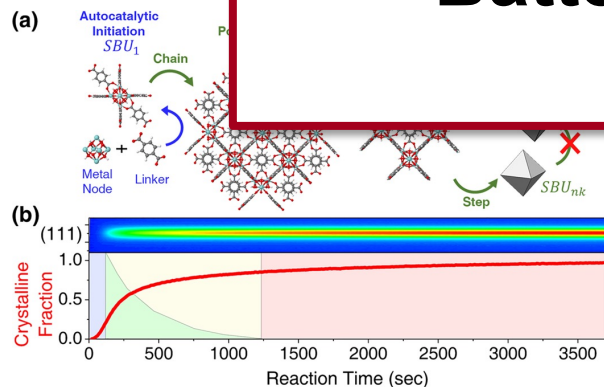 (a)
Autocatalytic
Initiation
SBU₁
Chain
Metal
Node
+
Linker
Step
SBUnk
(b)
(111)
1.0
0.5
0.0
Crystalline
Fraction
0 500 1000 1500 2000 2500 3000 3500
Reaction Time (sec)